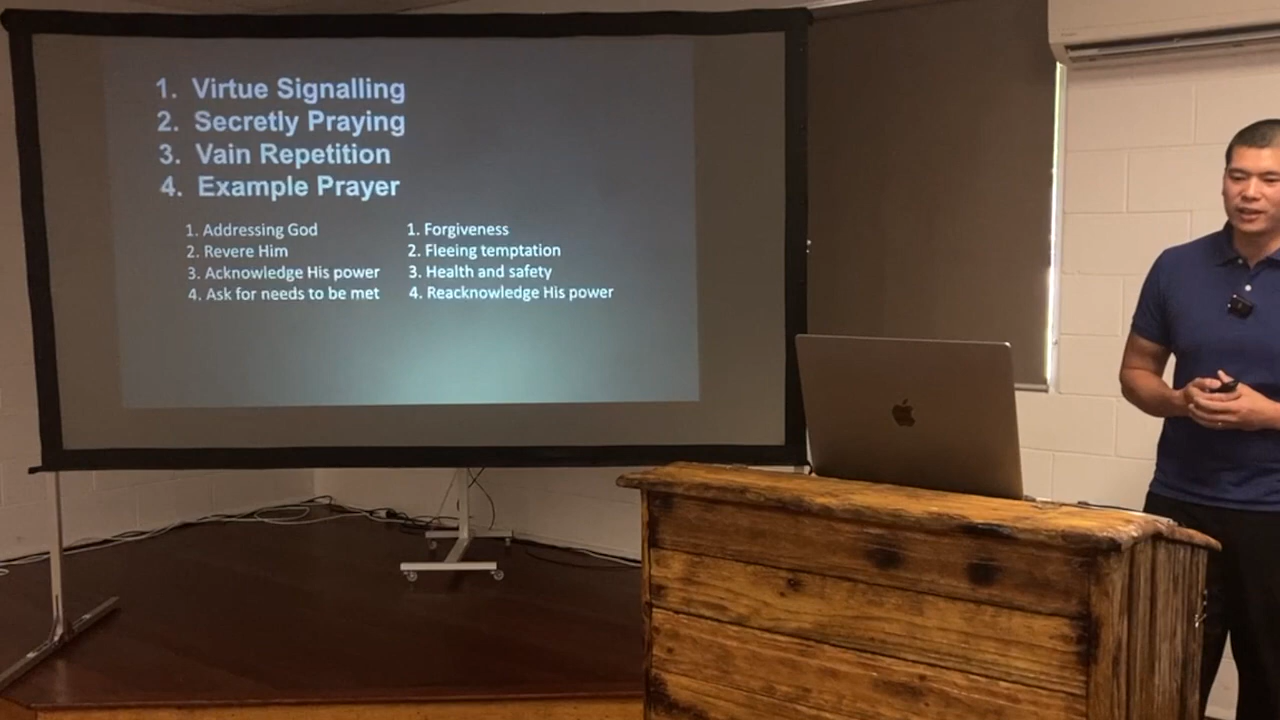 1. Virtue Signalling
2. Secretly Praying
3. Vain Repetition
4. Example Prayer
1. Addressing God
2. Revere Him
3. Acknowledge His power
4. Ask for needs to be met
1. Forgiveness
2. Fleeing temptation
3. Health and safety
4. Reacknowledge His power